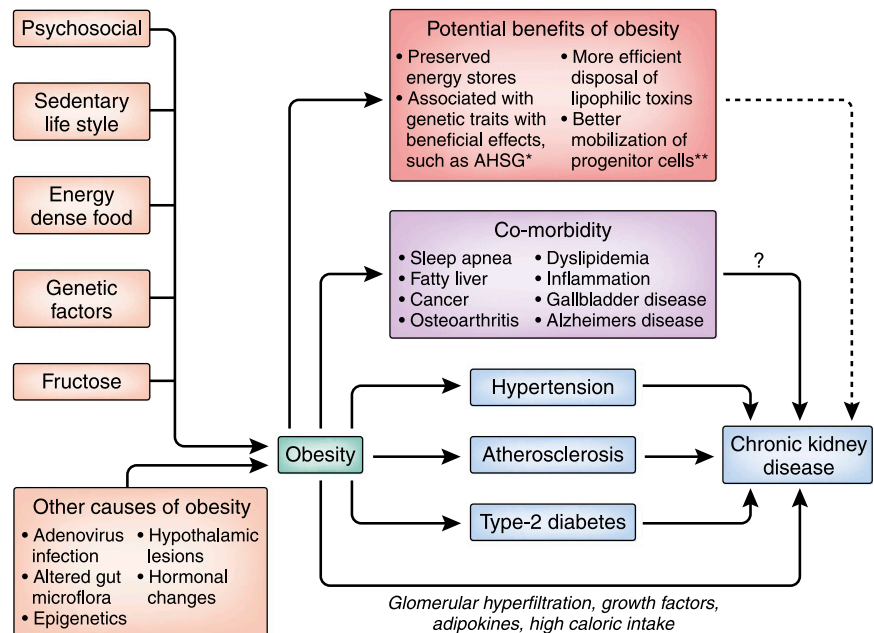 Psychosocial
Sedentary
life style
Energy
dense food
Genetic
factors
Fructose
Other causes of obesity
• Adenovirus
infection
• Altered gut
microflora
• Epigenetics
• Hypothalamic
lesions
• Hormonal
changes
Obesity
Potential benefits of obesity
• Preserved
energy stores
• Associated with
genetic traits with
beneficial effects,
such as AHSG*
• More efficient
disposal of
lipophilic toxins
• Better
mobilization of
progenitor cells**
Co-morbidity
• Sleep apnea
• Fatty liver
• Cancer
• Osteoarthritis
• Dyslipidemia
• Inflammation
• Gallbladder disease
• Alzheimers disease
?
Hypertension
Atherosclerosis
Type-2 diabetes
Chronic kidney
disease
Glomerular hyperfiltration, growth factors,
adipokines, high caloric intake